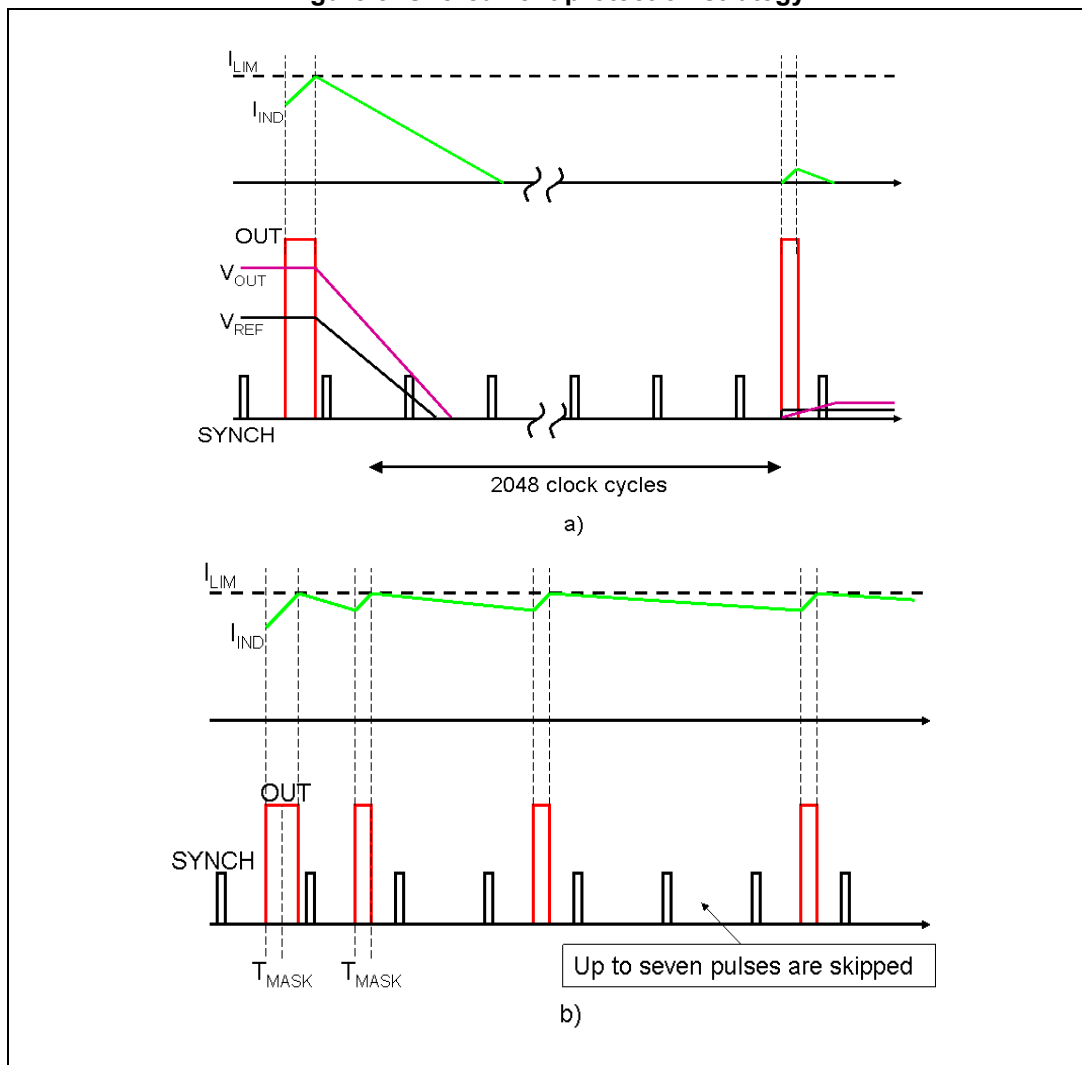 I_LIM
I_IND
OUT
V_OUT
V_REF
SYNCH
2048 clock cycles
a)
I_LIM
I_IND
OUT
SYNCH
T_MASK T_MASK
Up to seven pulses are skipped
b)